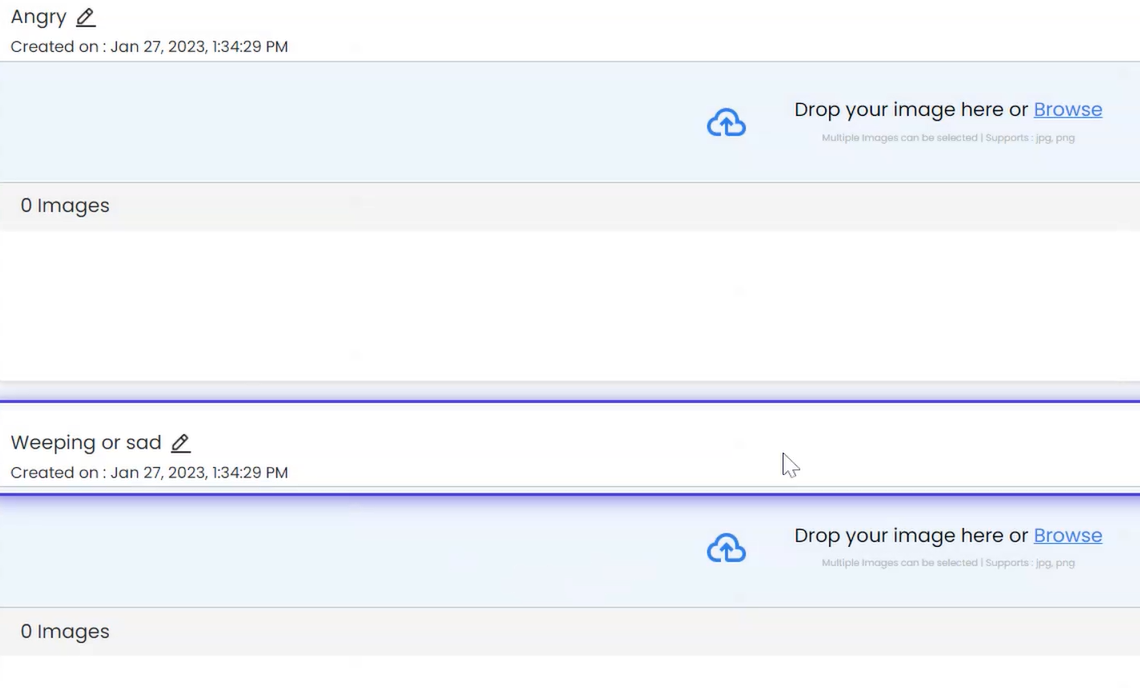 Angry
Created on : Jan 27, 2023, 1:34:29 PM
Drop your image here or Browse
Multiple Images can be selected | Supports : jpg, png
0 Images
Weeping or sad
Created on : Jan 27, 2023, 1:34:29 PM
Drop your image here or Browse
Multiple Images can be selected | Supports : jpg, png
0 Images